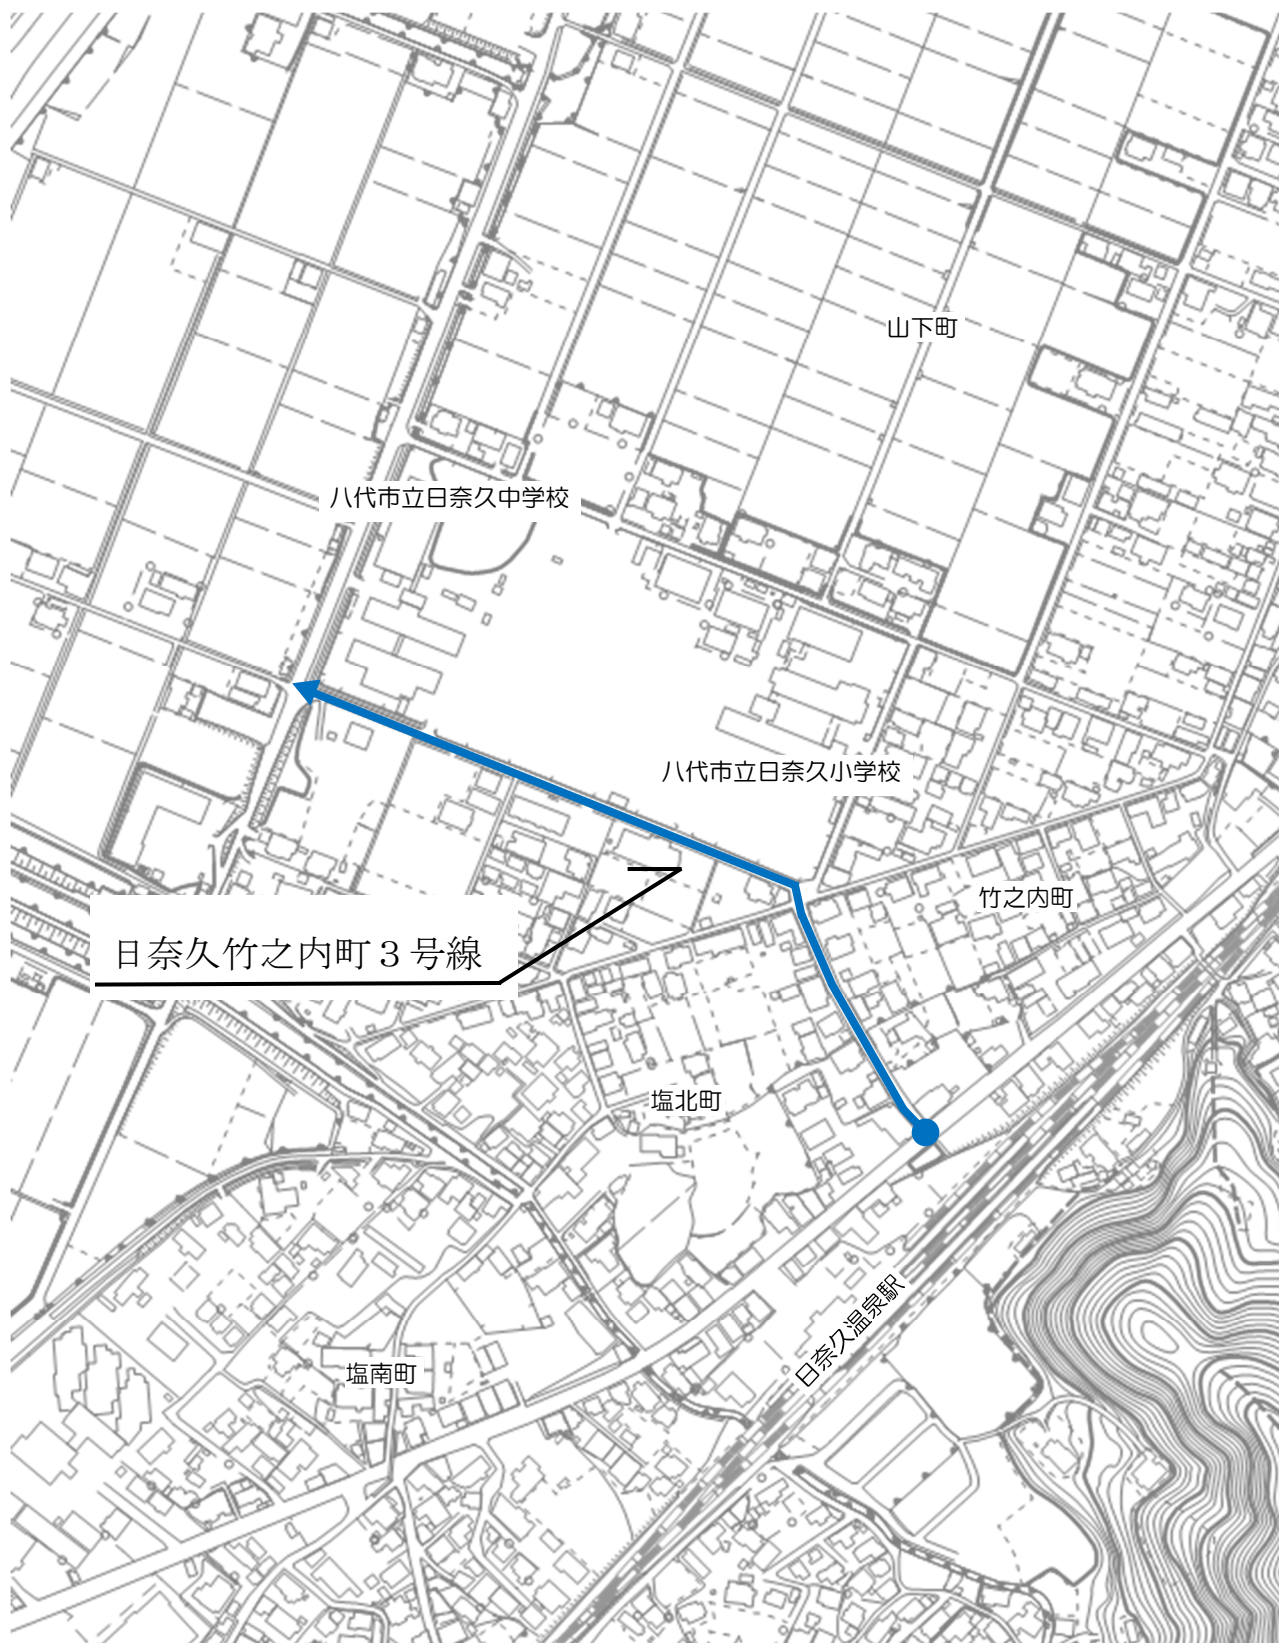 山下町
八代市立日奈久中学校
八代市立日奈久小学校
竹之内町
日奈久竹之内町３号線
塩北町
日奈久温泉駅
塩南町